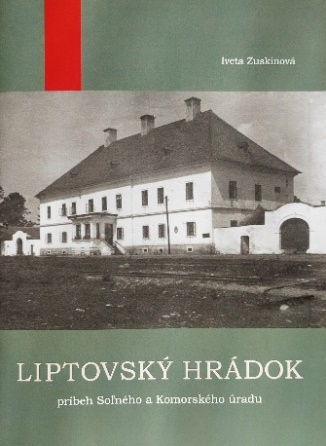 Iveta Zuskinová
LIPTOVSKÝ HRÁDOK
príbeh Soľného a Komorského úradu